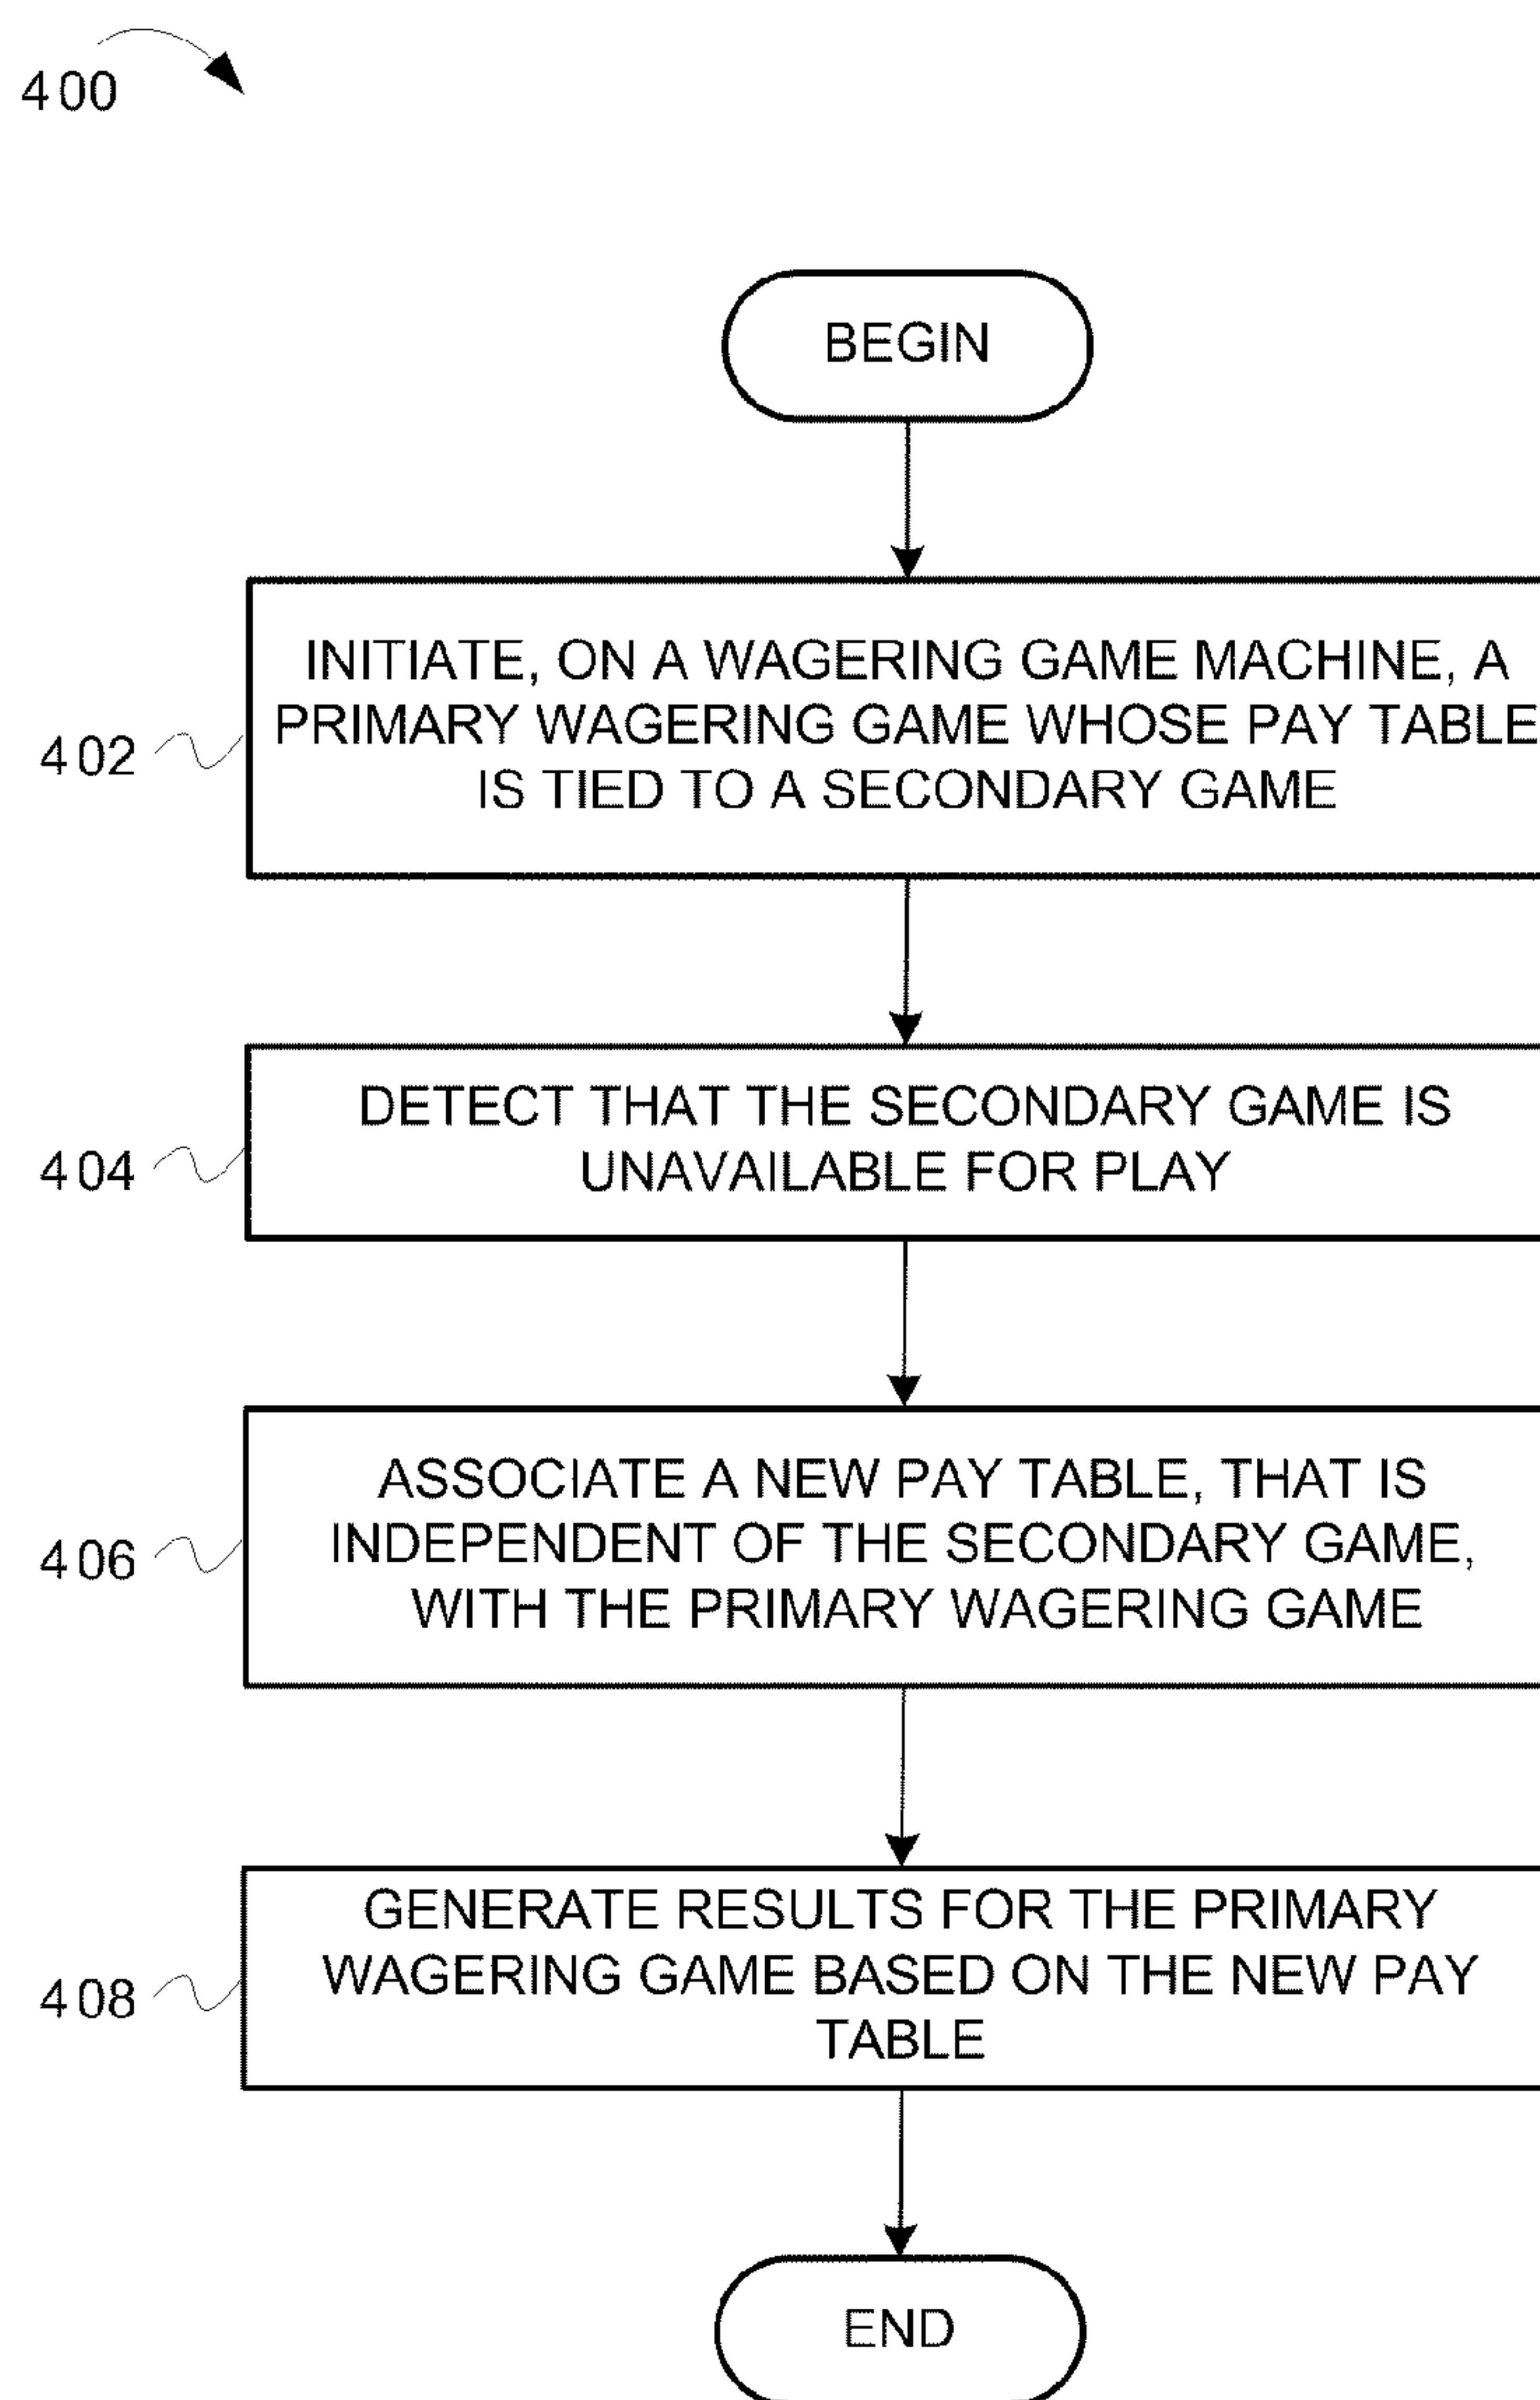 400
BEGIN
402
INITIATE, ON A WAGERING GAME MACHINE, A
PRIMARY WAGERING GAME WHOSE PAY TABLE
IS TIED TO A SECONDARY GAME
404
DETECT THAT THE SECONDARY GAME IS
UNAVAILABLE FOR PLAY
406
ASSOCIATE A NEW PAY TABLE, THAT IS
INDEPENDENT OF THE SECONDARY GAME,
WITH THE PRIMARY WAGERING GAME
408
GENERATE RESULTS FOR THE PRIMARY
WAGERING GAME BASED ON THE NEW PAY
TABLE
END